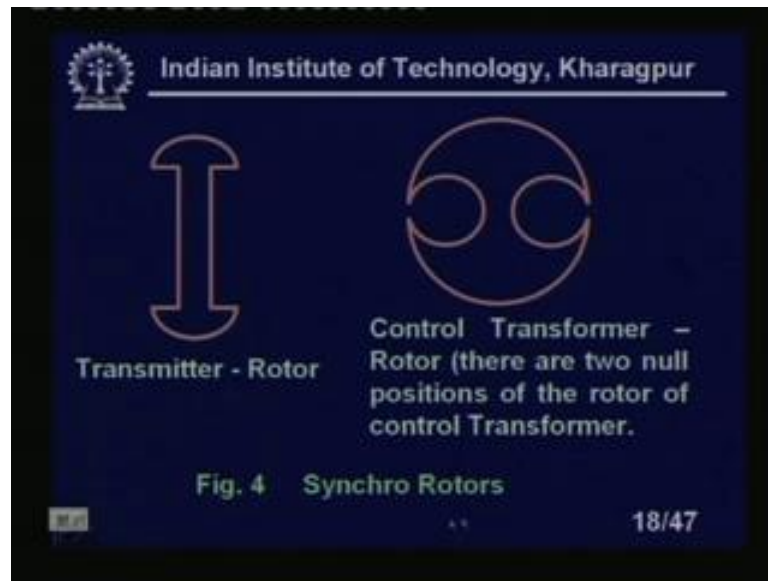 Indian Institute of Technology, Kharagpur
Transmitter - Rotor
Control Transformer –
Rotor (there are two null
positions of the rotor of
control Transformer.
Fig. 4 Synchro Rotors
18/47